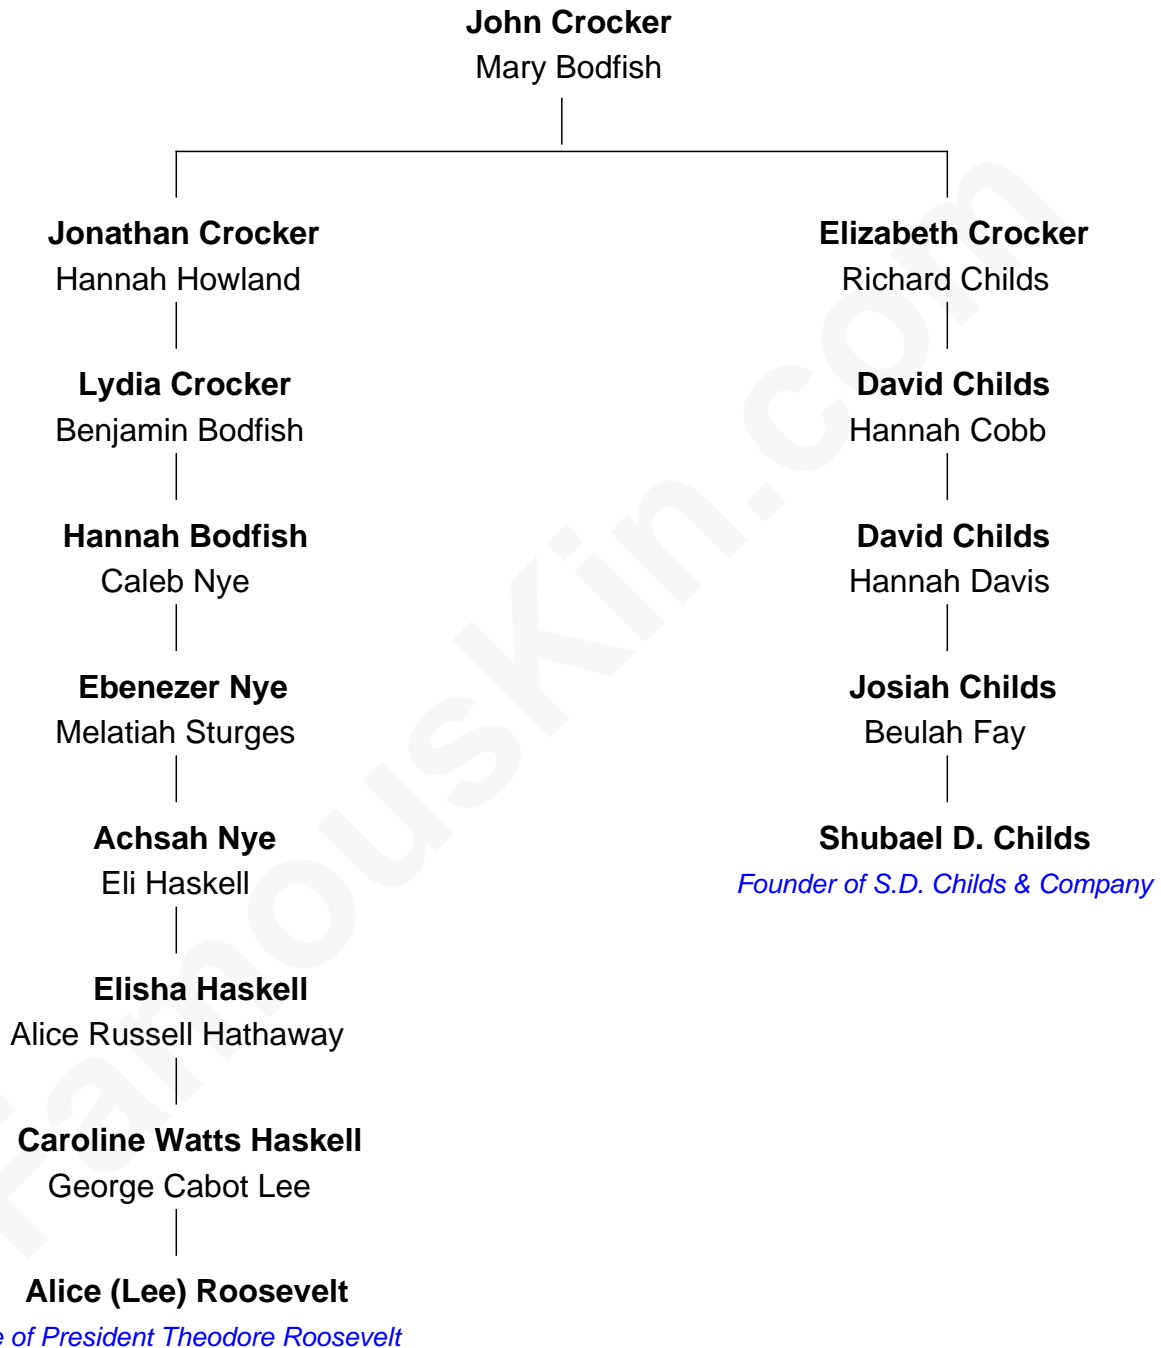 John Crocker
Mary Bodfish
Jonathan Crocker
Hannah Howland
Elizabeth Crocker
Richard Childs
Lydia Crocker
Benjamin Bodfish
David Childs
Hannah Cobb
Hannah Bodfish
Caleb Nye
David Childs
Hannah Davis
Ebenezer Nye
Melatiah Sturges
Josiah Childs
Beulah Fay
Achsah Nye
Eli Haskell
Shubael D. Childs
Founder of S.D. Childs & Company
Elisha Haskell
Alice Russell Hathaway
Caroline Watts Haskell
George Cabot Lee
Alice (Lee) Roosevelt
of President Theodore Roosevelt
FamousKin.com